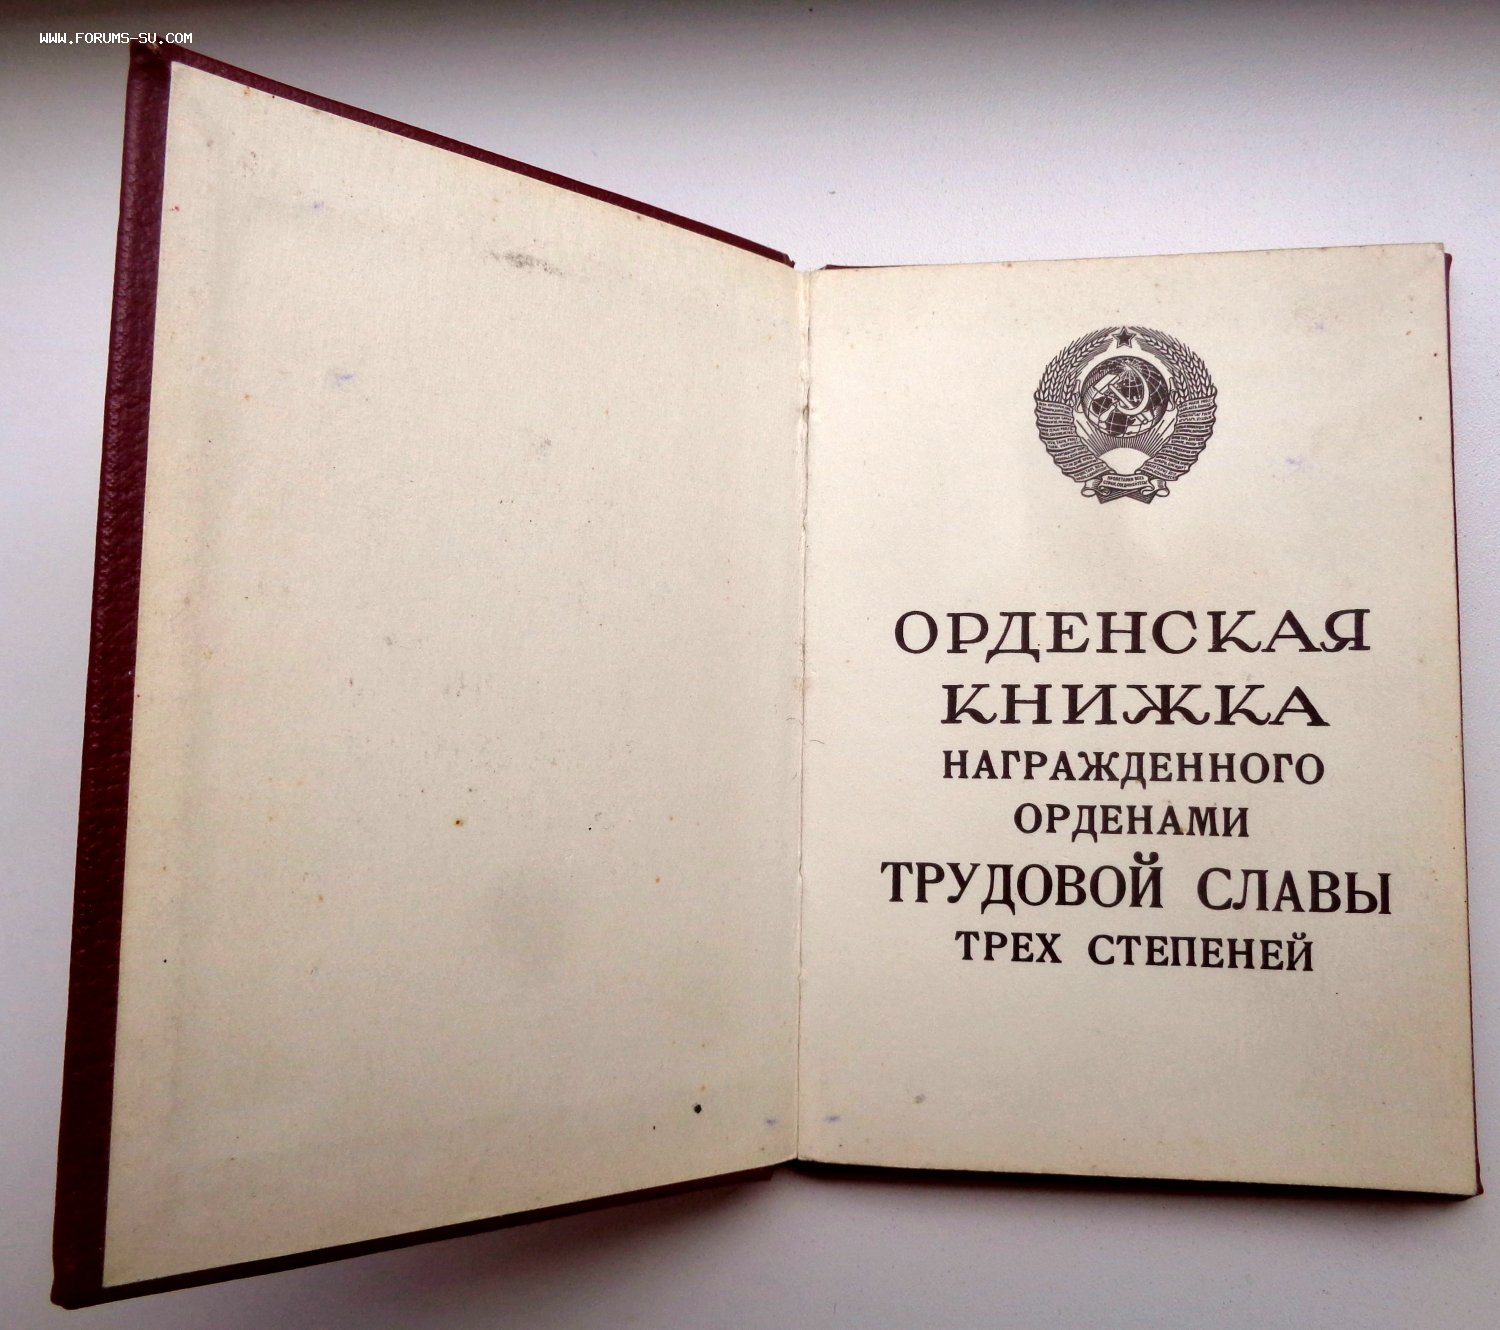 WWW.FORUMS-SU.COM
ОРДЕНСКАЯ
КНИЖКА
НАГРАЖДЕННОГО
ОРДЕНАМИ
ТРУДОВОЙ СЛАВЫ
ТРЕХ СТЕПЕНЕЙ